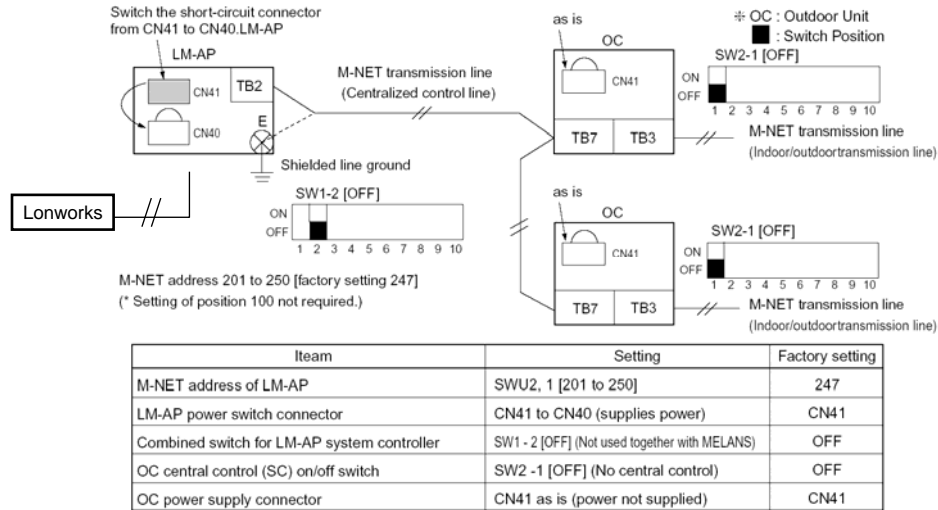 Switch the short-circuit connector
from CN41 to CN40.LM-AP
LM-AP
CN41
TB2
CN40
E
M-NET transmission line
(Centralized control line)
Shielded line ground
Lonworks
SW1-2 [OFF]
ON
OFF
1 2 3 4 5 6 7 8 9 10
M-NET address 201 to 250 [factory setting 247]
(* Setting of position 100 not required.)
as is
OC
CN41
TB7
TB3
※ OC : Outdoor Unit
: Switch Position
SW2-1 [OFF]
ON
OFF
1 2 3 4 5 6 7 8 9 10
M-NET transmission line
(Indoor/outdoortransmission line)
as is
OC
CN41
TB7
TB3
SW2-1 [OFF]
ON
OFF
1 2 3 4 5 6 7 8 9 10
M-NET transmission line
(Indoor/outdoortransmission line)
Iteam Setting Factory setting
M-NET address of LM-AP SWU2, 1 [201 to 250] 247
LM-AP power switch connector CN41 to CN40 (supplies power) CN41
Combined switch for LM-AP system controller SW1 - 2 [OFF] (Not used together with MELANS) OFF
OC central control (SC) on/off switch SW2 -1 [OFF] (No central control) OFF
OC power supply connector CN41 as is (power not supplied) CN41